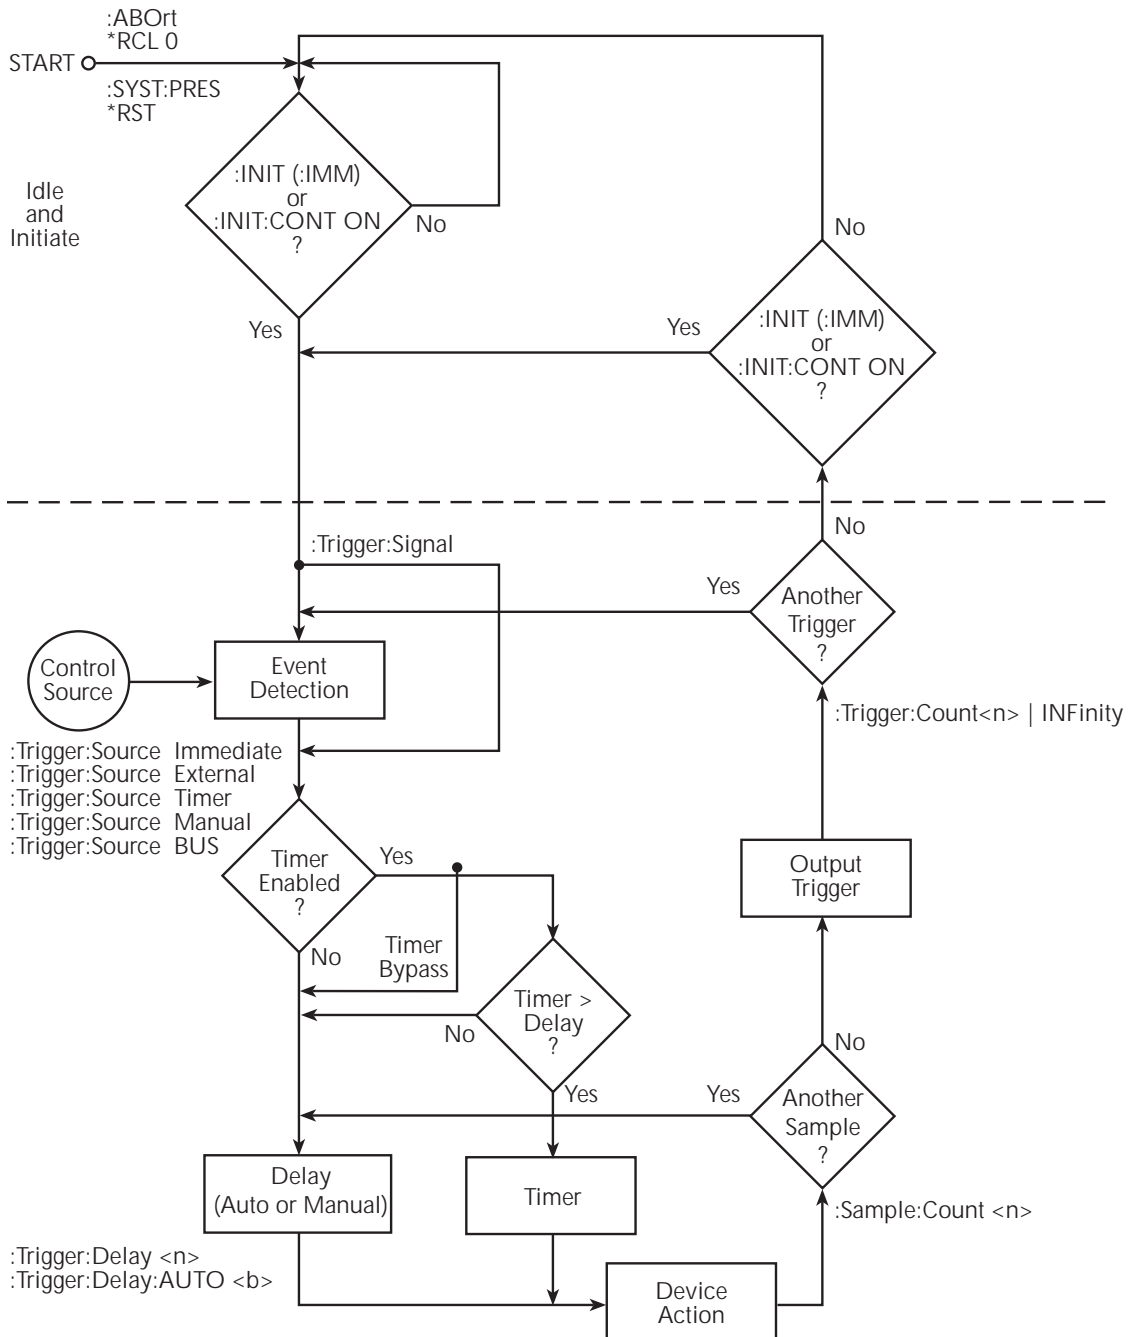 :ABOrt
*RCL 0
START
:SYST:PRES
*RST
Idle
and
Initiate
:INIT (:IMM)
or
:INIT:CONT ON
?
No
Yes
No
:INIT (:IMM)
or
:INIT:CONT ON
?
Yes
No
:Trigger:Signal
Yes
Another
Trigger
?
Control
Source
Event
Detection
:Trigger:Count<n> | INFinity
:Trigger:Source Immediate
:Trigger:Source External
:Trigger:Source Timer
:Trigger:Source Manual
:Trigger:Source BUS
Timer
Enabled
?
Yes
No
Timer
Bypass
Output
Trigger
Timer >
Delay
?
No
Yes
No
Yes
Another
Sample
?
Delay
(Auto or Manual)
Timer
:Sample:Count <n>
:Trigger:Delay <n>
:Trigger:Delay:AUTO <b>
Device
Action